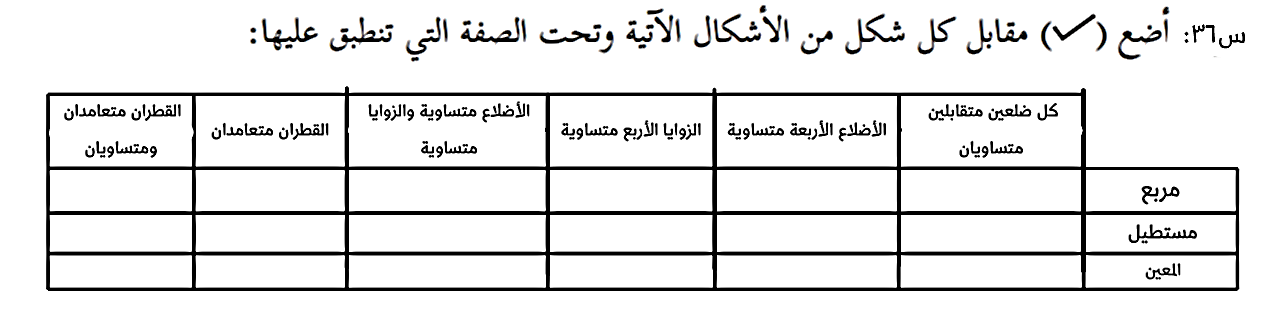 س٣٦: أضع (✓) مقابل كل شكل من الأشكال الآتية وتحت الصفة التي تنطبق عليها:
كل ضلعين متقابلين
متساويان
الأضلاع الأربعة متساوية
الزوايا الأربع متساوية
الأضلاع متساوية والزوايا
متساوية
القطران متعامدان
القطران متعامدان
ومتساويان
مربع
مستطيل
المعين